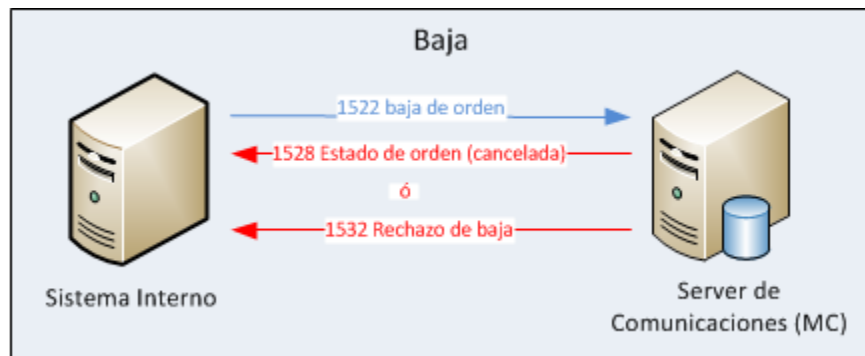 Baja
1522 baja de orden
1528 Estado de orden (cancelada)
ó
1532 Rechazo de baja
Sistema Interno
Server de
Comunicaciones (MC)